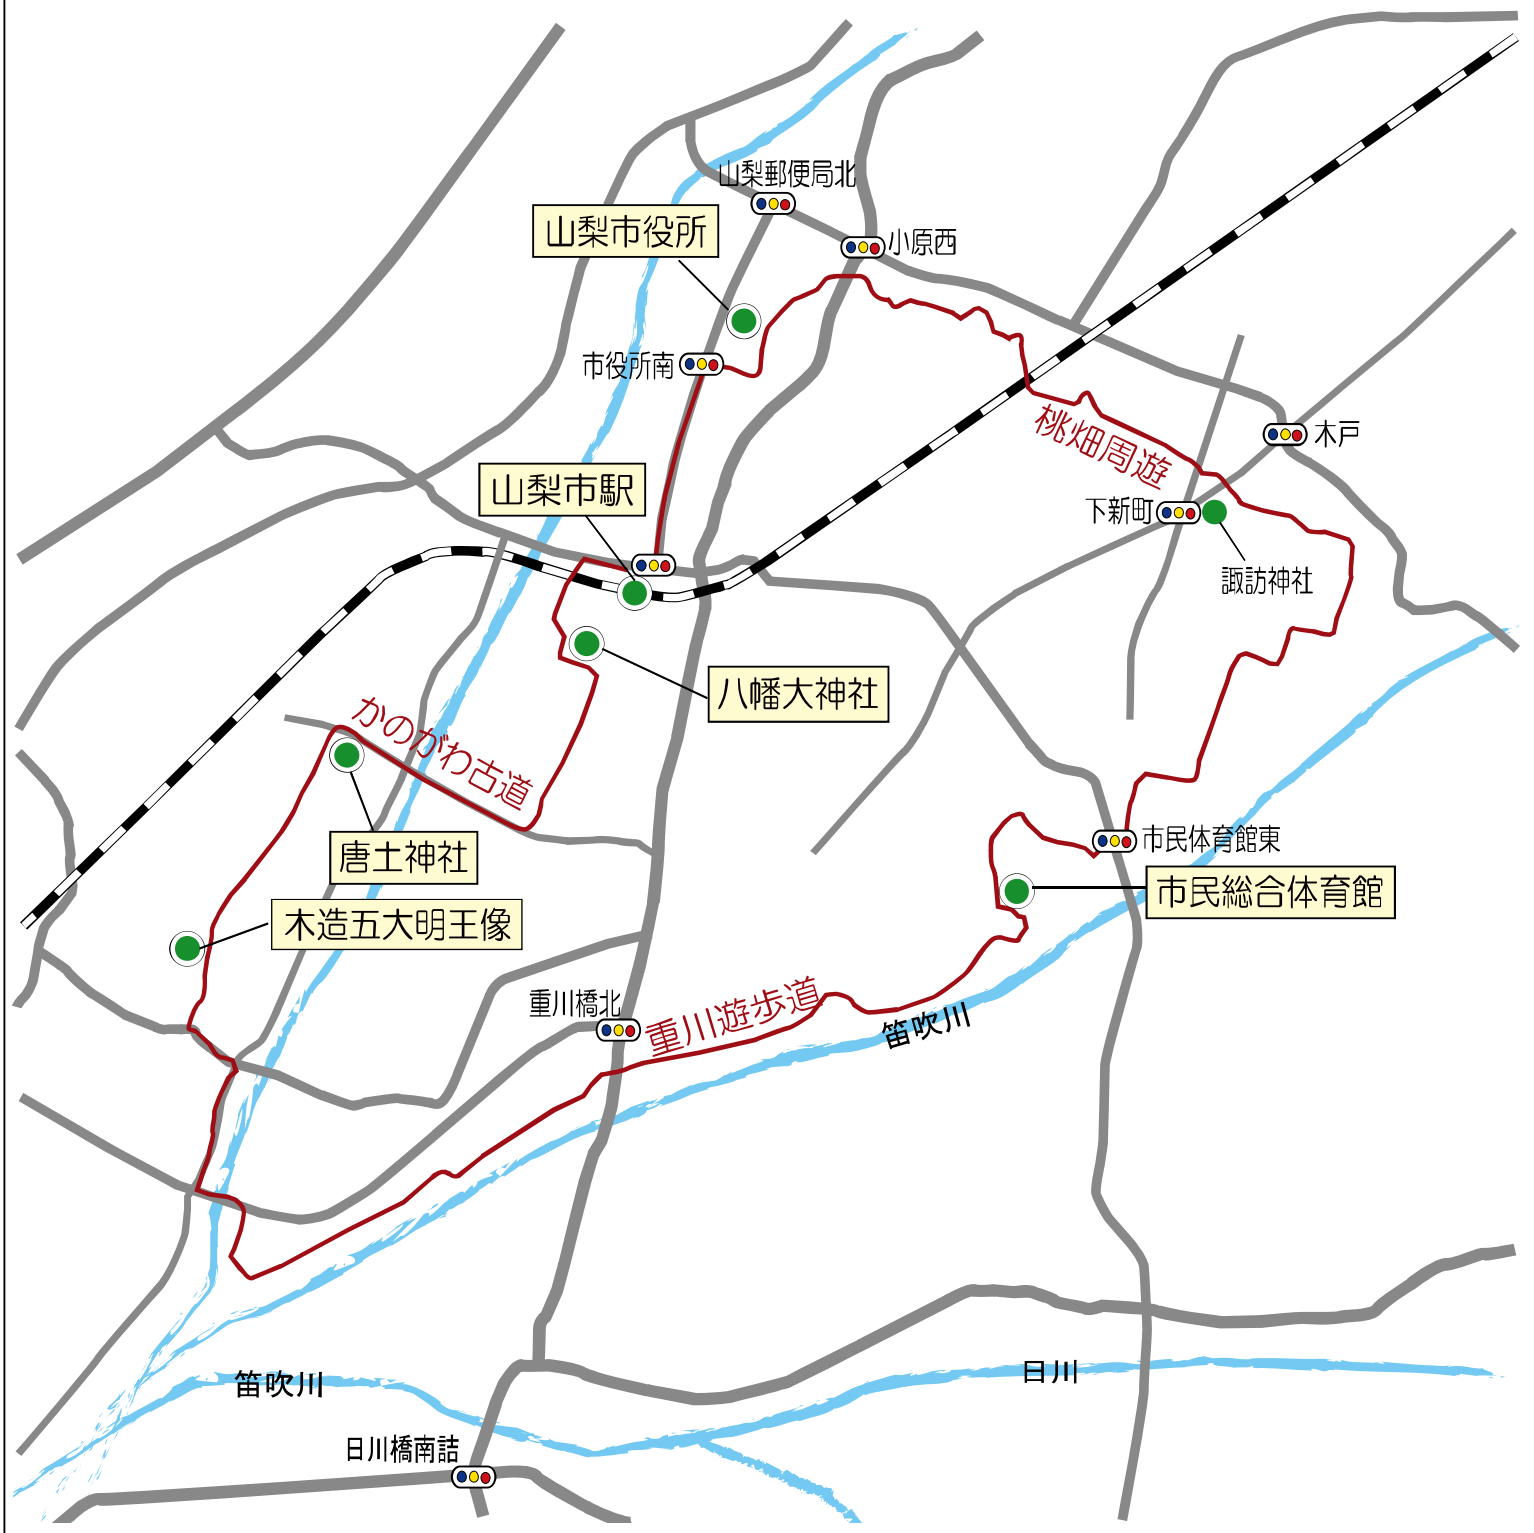 山梨郵便局北
山梨市役所
小原西
市役所南
桃畑周遊
木戸
山梨市駅
下新町
諏訪神社
八幡大神社
かのがわ古道
唐土神社
市民体育館東
市民総合体育館
木造五大明王像
重川橋北
重川遊歩道
笛吹川
笛吹川
日川
日川橋南詰